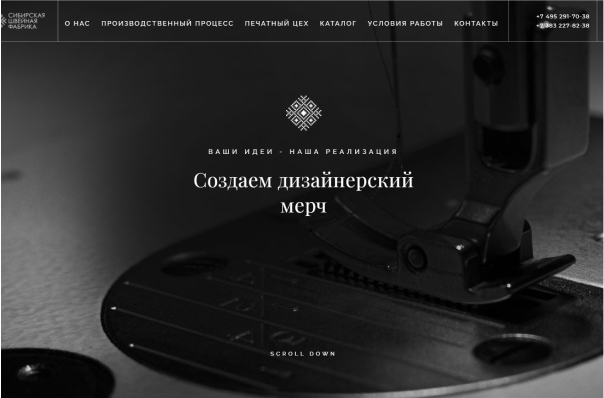 СИБИРСКАЯ
ШВЕЙНАЯ
ФАБРИКА
О НАС ПРОИЗВОДСТВЕННЫЙ ПРОЦЕСС ПЕЧАТНЫЙ ЦЕХ КАТАЛОГ УСЛОВИЯ РАБОТЫ КОНТАКТЫ
+7 495 291-70-38
+7 383 227-82-38
ВАШИ ИДЕИ - НАША РЕАЛИЗАЦИЯ
Создаем дизайнерский
мерч
SCROLL DOWN